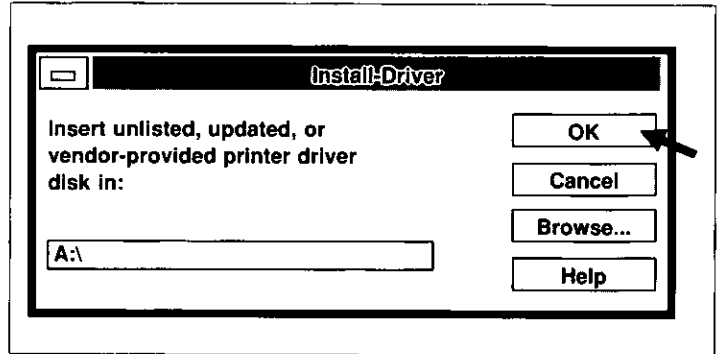 Install-Driver
Insert unlisted, updated, or
vendor-provided printer driver
disk in:
A:\
OK
Cancel
Browse...
Help